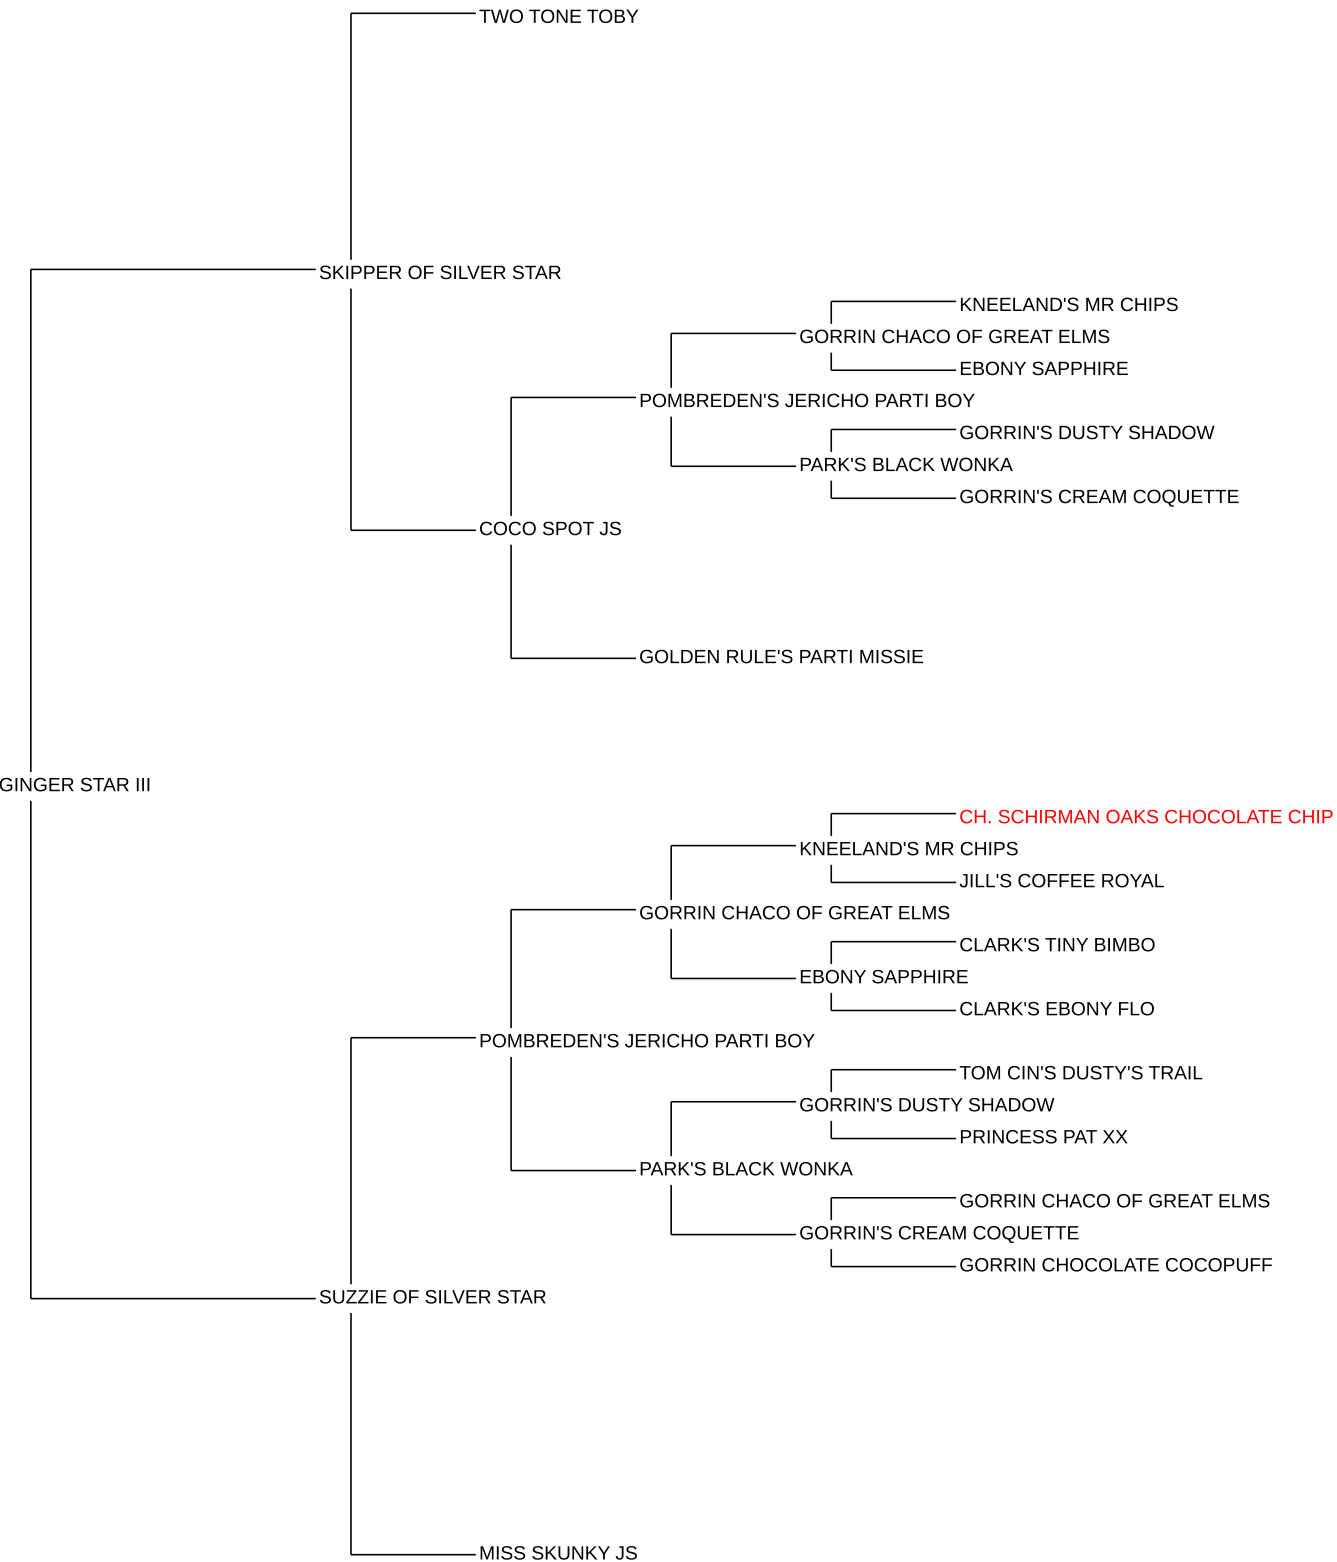 TWO TONE TOBY
SKIPPER OF SILVER STAR
KNEELAND'S MR CHIPS
GORRIN CHACO OF GREAT ELMS
EBONY SAPPHIRE
POMBREDEN'S JERICHO PARTI BOY
GORRIN'S DUSTY SHADOW
PARK'S BLACK WONKA
GORRIN'S CREAM COQUETTE
COCO SPOT JS
GOLDEN RULE'S PARTI MISSIE
GINGER STAR III
CH. SCHIRMAN OAKS CHOCOLATE CHIP
KNEELAND'S MR CHIPS
JILL'S COFFEE ROYAL
GORRIN CHACO OF GREAT ELMS
CLARK'S TINY BIMBO
EBONY SAPPHIRE
CLARK'S EBONY FLO
POMBREDEN'S JERICHO PARTI BOY
TOM CIN'S DUSTY'S TRAIL
GORRIN'S DUSTY SHADOW
PRINCESS PAT XX
PARK'S BLACK WONKA
GORRIN CHACO OF GREAT ELMS
GORRIN'S CREAM COQUETTE
GORRIN CHOCOLATE COCOPUFF
SUZZIE OF SILVER STAR
MISS SKUNKY JS